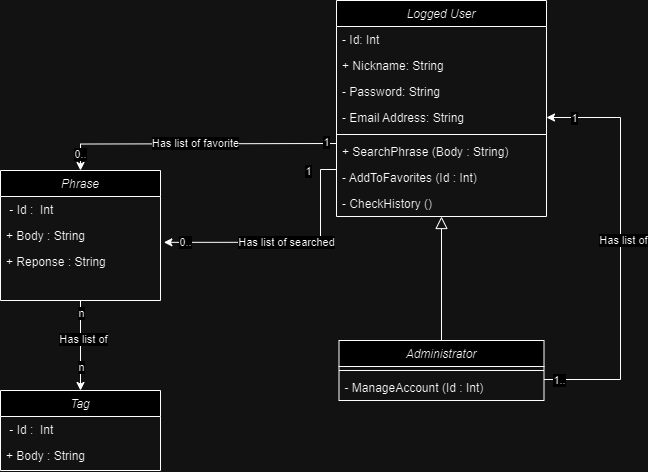 Logged User
- Id: Int
+ Nickname: String
- Password: String
- Email Address: String
+ SearchPhrase (Body : String)
- AddToFavorites (Id : Int)
- CheckHistory ()
1
Has list of favorite
0..
1
Has list of searched
0..
Phrase
- Id : Int
+ Body : String
+ Reponse : String
n
Has list of
n
Tag
- Id : Int
+ Body : String
Administrator
- ManageAccount (Id : Int)
1..
Has list of
1